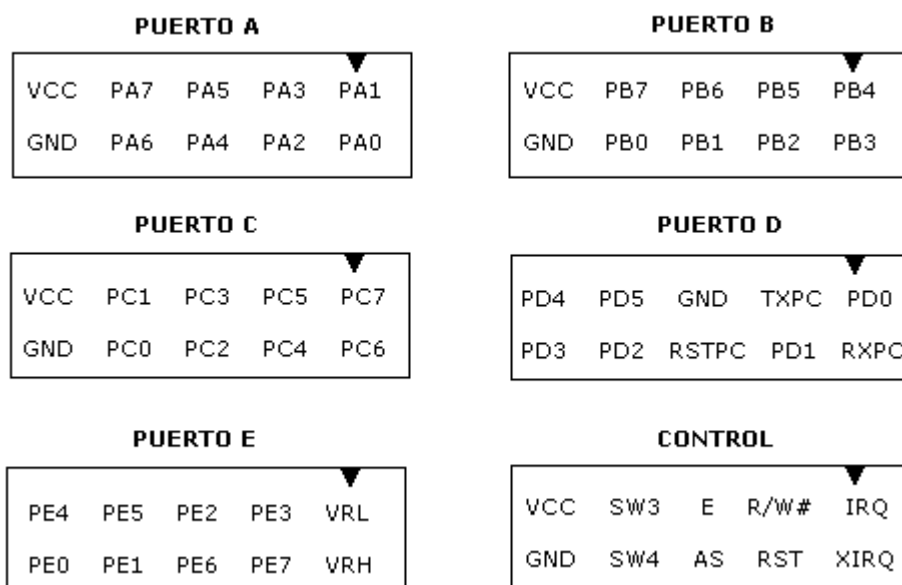 PUERTO A
VCC PA7 PA5 PA3 PA1
GND PA6 PA4 PA2 PA0
PUERTO B
VCC PB7 PB6 PB5 PB4
GND PB0 PB1 PB2 PB3
PUERTO C
VCC PC1 PC3 PC5 PC7
GND PC0 PC2 PC4 PC6
PUERTO D
PD4 PD5 GND TXPC PD0
PD3 PD2 RSTPC PD1 RXPC
PUERTO E
PE4 PE5 PE2 PE3 VRL
PE0 PE1 PE6 PE7 VRH
CONTROL
VCC SW3 E R/W# IRQ
GND SW4 AS RST XIRQ